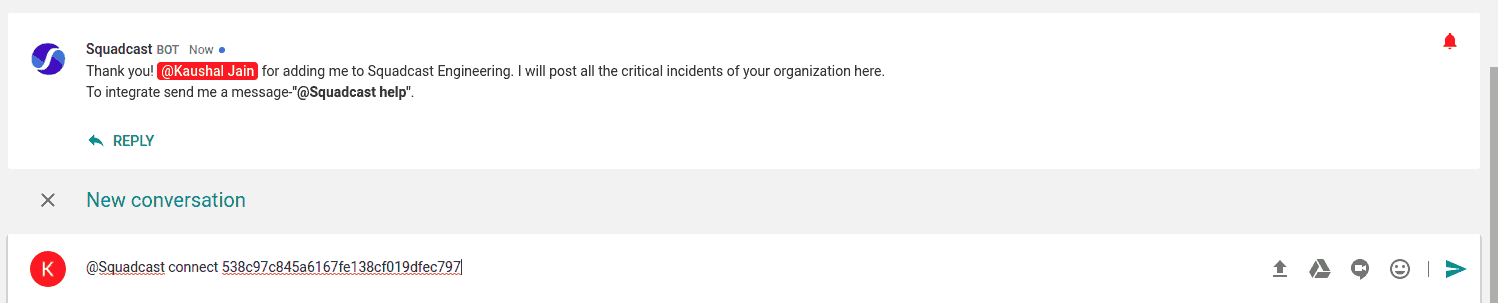 Squadcast BOT Now
Thank you! @Kaushal Jain for adding me to Squadcast Engineering. I will post all the critical incidents of your organization here.
To integrate send me a message-"@Squadcast help".
REPLY
New conversation
K
@Squadcast connect 538c97c845a6167fe138cf019dfec797